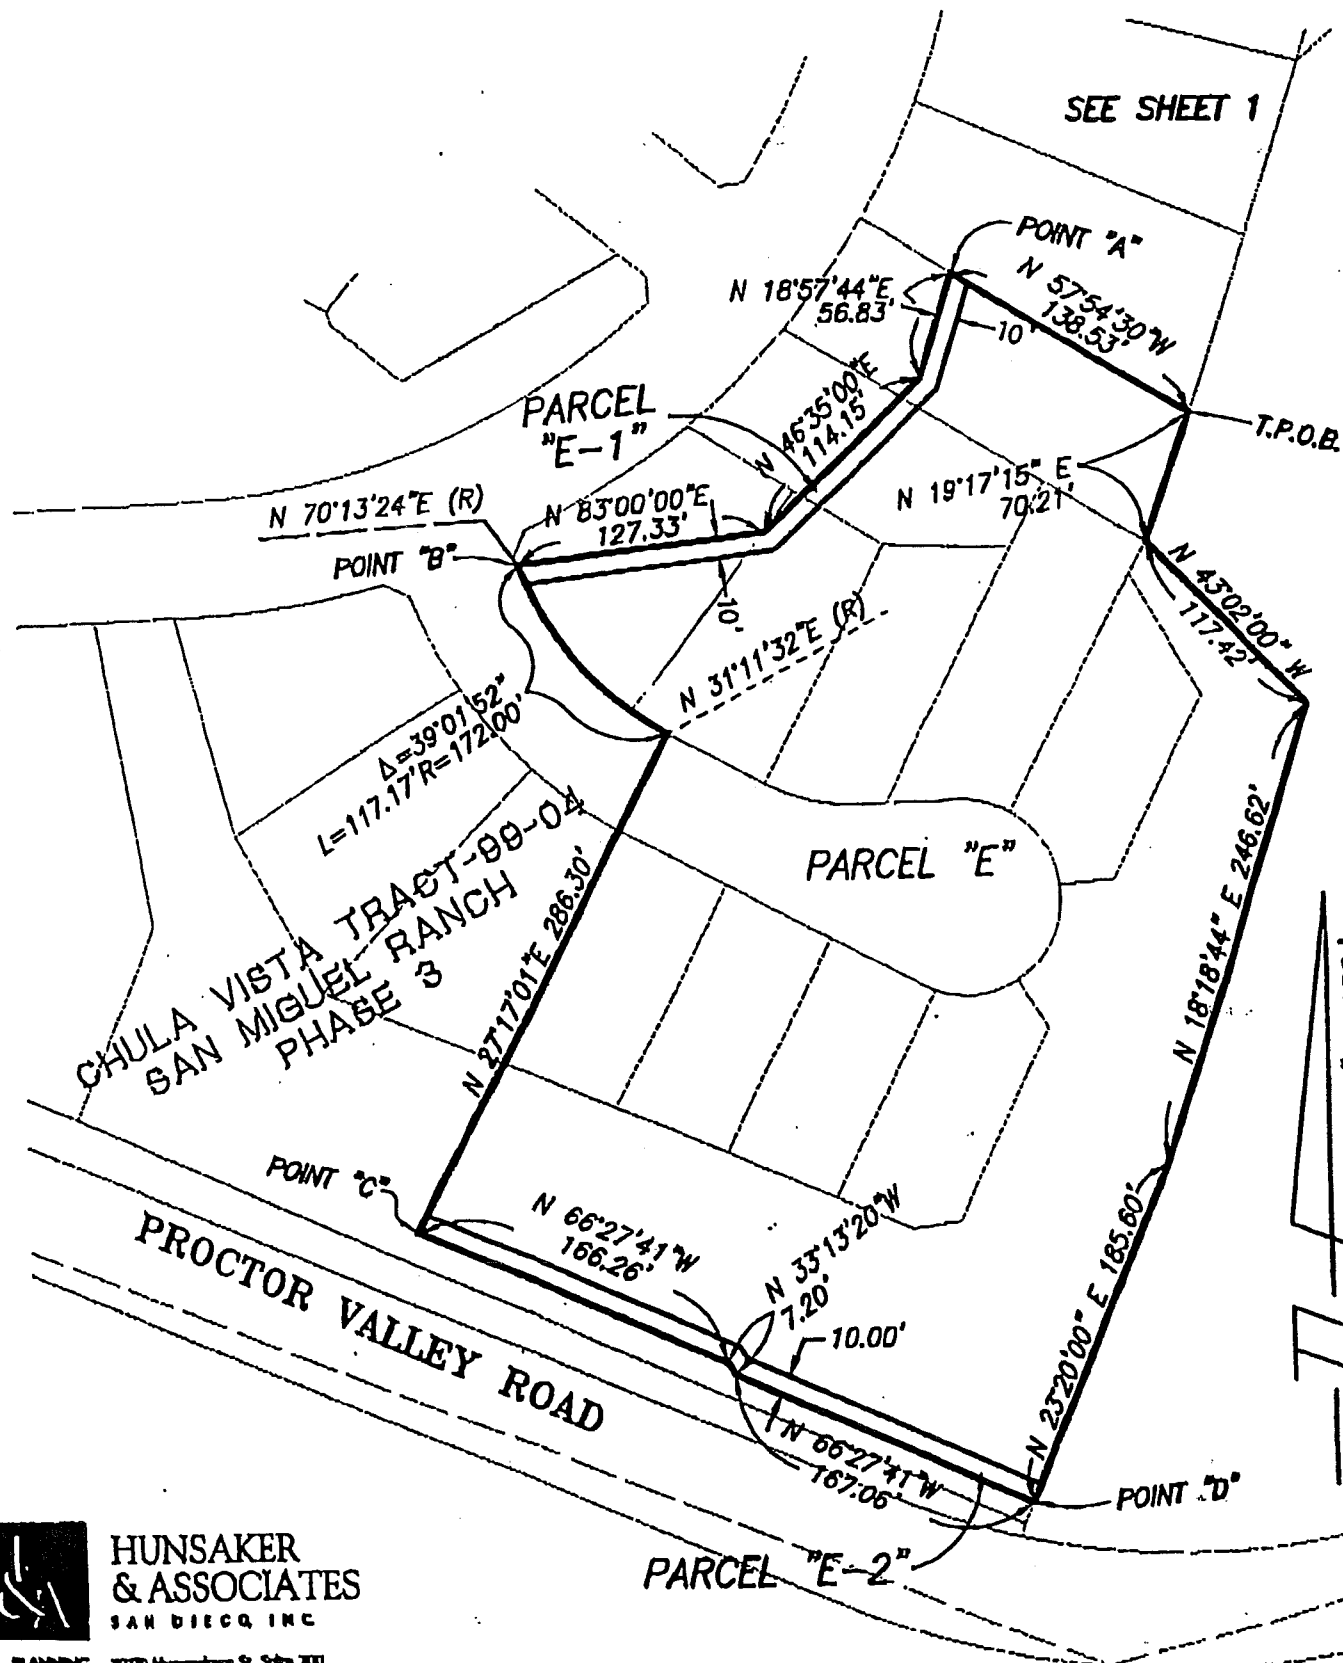 SEE SHEET 1
POINT "A"
N 57°54'30"W
138.53'
N 18°57'44"E
56.83'
10'
T.P.O.B.
PARCEL
"E-1"
N 46°35'00"E
114.15'
N 19°17'15" E
70.21'
N 70°13'24"E (R)
N 83°00'00"E
127.33'
POINT "B"
10'
N 43°02'00" W
117.42'
N 31°11'32"E (R)
Δ=39°01'52"
L=117.17' R=172.00'
PARCEL "E"
N 18°18'44" E 246.62'
CHULA VISTA TRACT-99-04
SAN MIGUEL RANCH
PHASE 3
N 27°17'01"E 286.30'
POINT "C"
N 66°27'41"W
166.26'
N 33°13'20"W
7.20'
10.00'
N 23°20'00" E 185.60'
PROCTOR VALLEY ROAD
N 66°27'41"W
167.06'
POINT "D"
PARCEL "E-2"
HUNSAKER
& ASSOCIATES
SAN DIEGO, INC
PLANNING